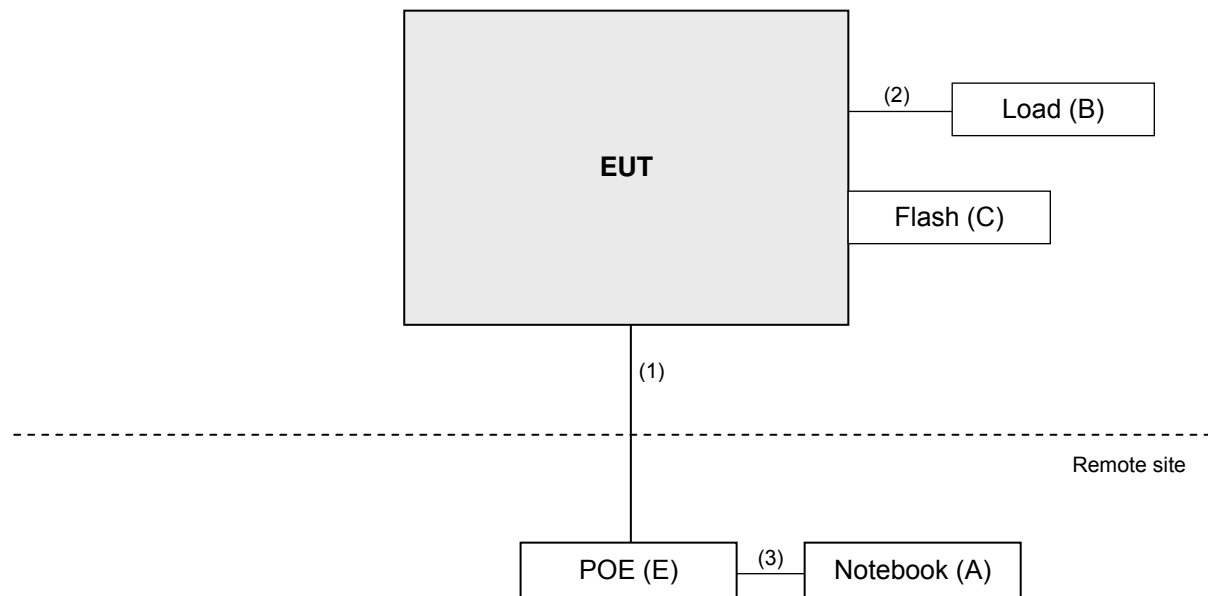 (2)
Load (B)
EUT
Flash (C)
(1)
Remote site
POE (E)
(3)
Notebook (A)